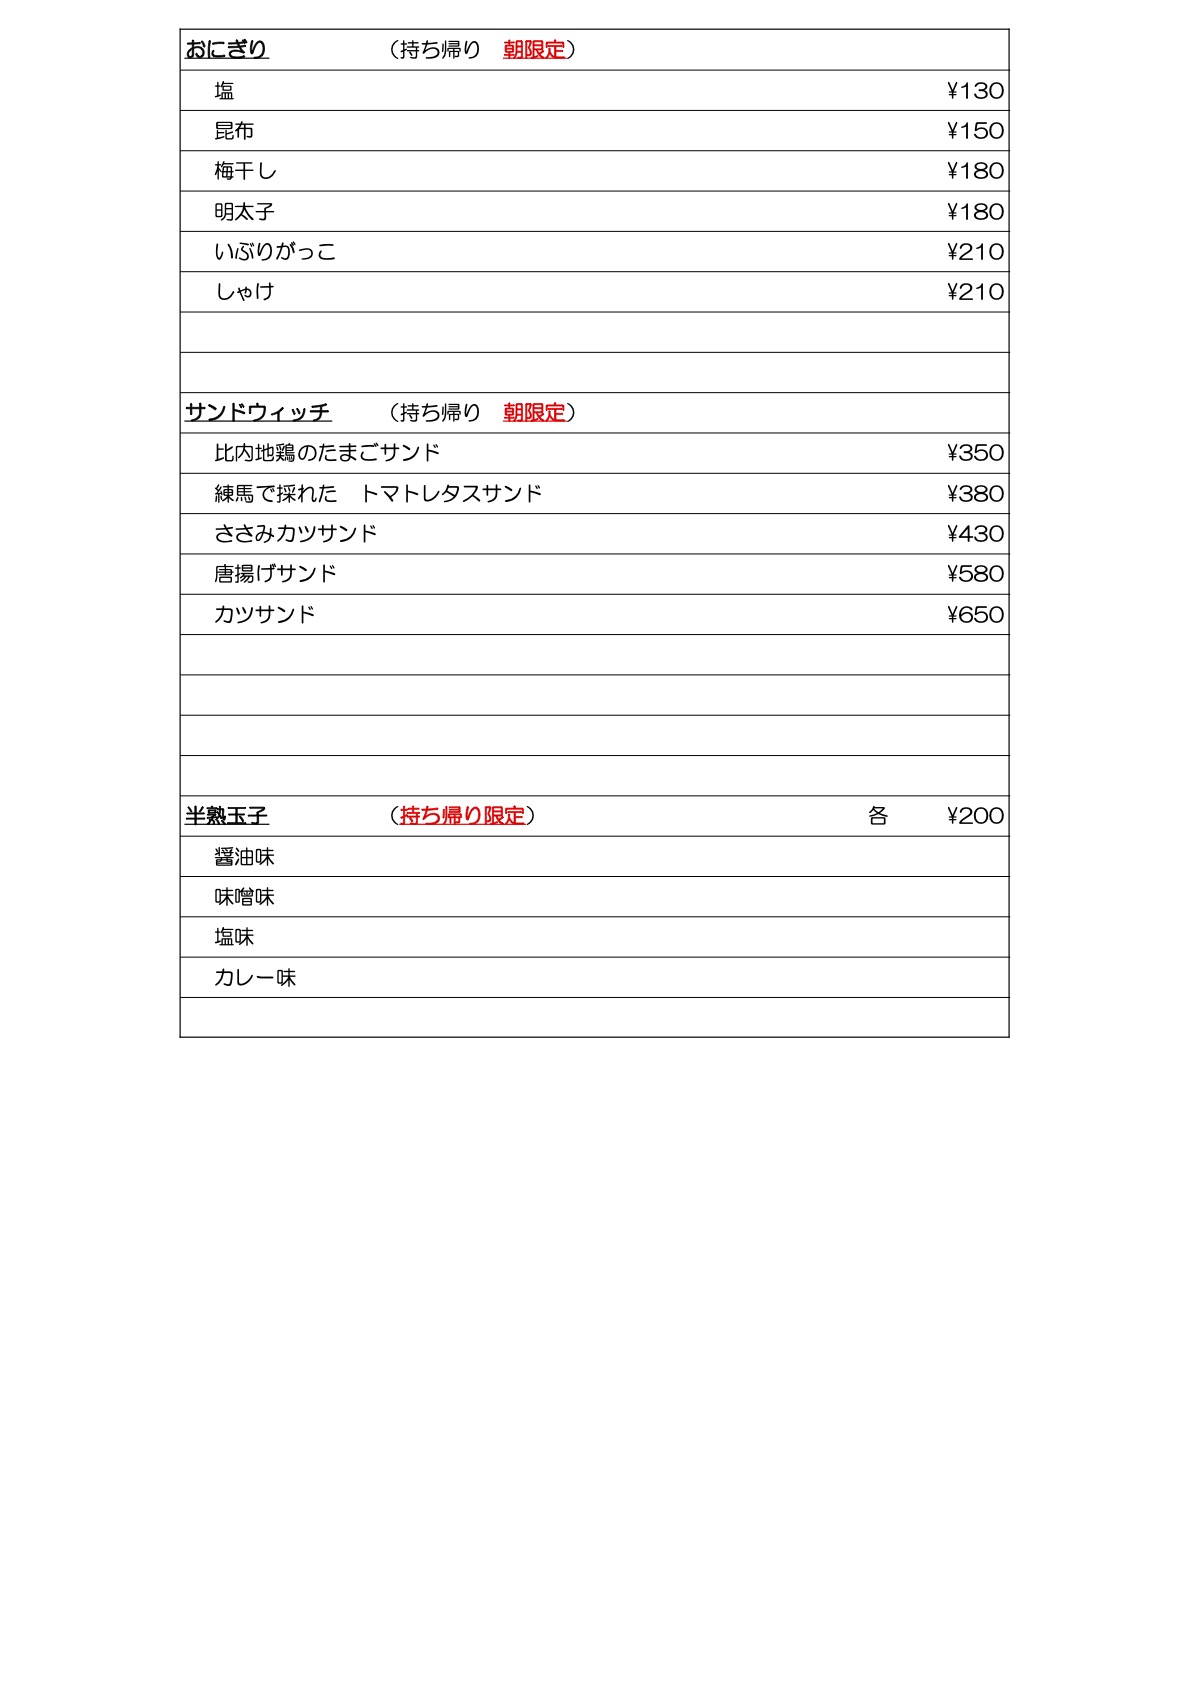 おにぎり （持ち帰り　朝限定）
塩 ¥130
昆布 ¥150
梅干し ¥180
明太子 ¥180
いぶりがっこ ¥210
しゃけ ¥210
サンドウィッチ （持ち帰り　朝限定）
比内地鶏のたまごサンド ¥350
練馬で採れた　トマトレタスサンド ¥380
ささみカツサンド ¥430
唐揚げサンド ¥580
カツサンド ¥650
半熟玉子 （持ち帰り限定） 各 ¥200
醤油味
味噌味
塩味
カレー味